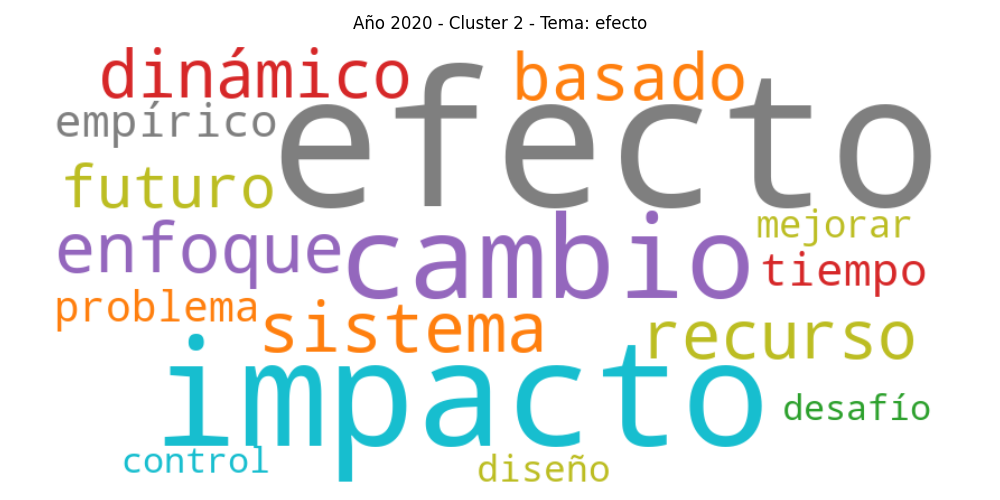 Año 2020 - Cluster 2 - Tema: efecto
dinámico
basado
efecto
empírico
futuro
enfoque
cambio
mejorar
tiempo
problema
sistema
recurso
impacto
desafío
control
diseño